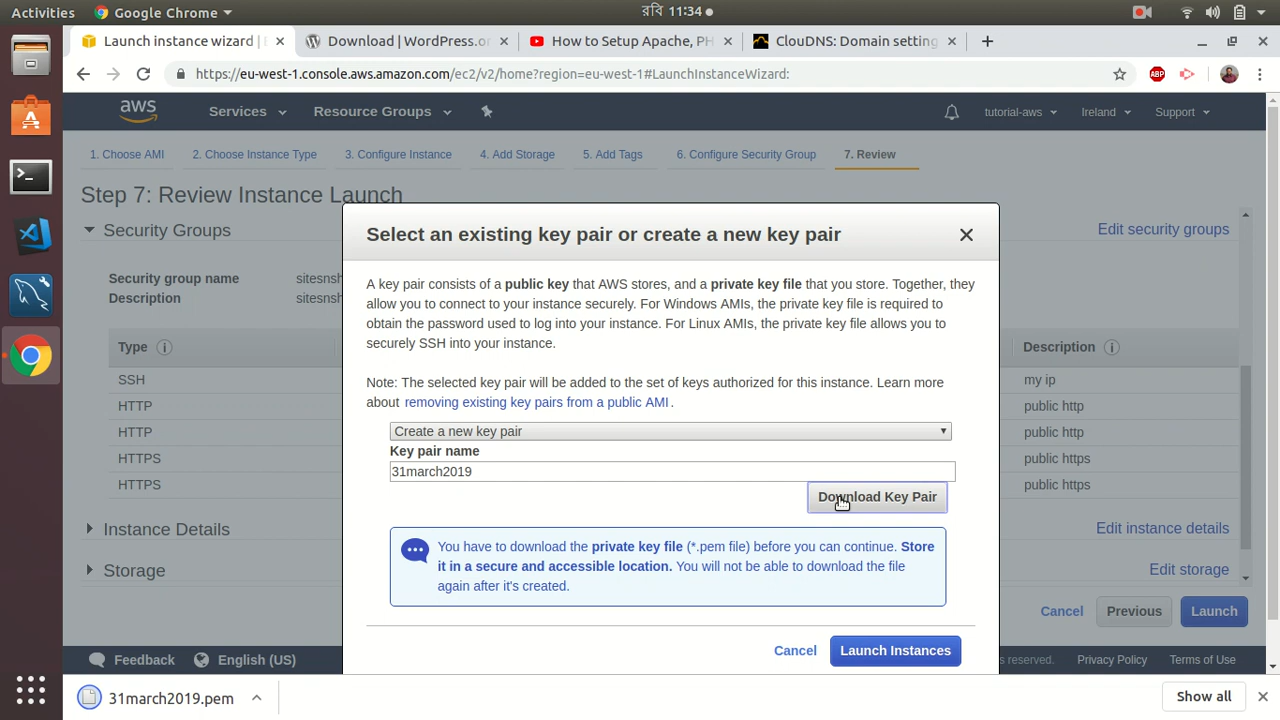 Activities
Google Chrome
রবি 11:34
Launch instance wizard |
Download | WordPress.or
How to Setup Apache, PH
ClouDNS: Domain setting
https://eu-west-1.console.aws.amazon.com/ec2/v2/home?region=eu-west-1#LaunchInstanceWizard:
ABP
aws
Services
Resource Groups
tutorial-aws
Ireland
Support
1. Choose AMI
2. Choose Instance Type
3. Configure Instance
4. Add Storage
5. Add Tags
6. Configure Security Group
7. Review
Step 7: Review Instance Launch
Security Groups
Edit security groups
Security group name
sitesnsh
Description
sitesnsh
Type
Description
SSH
my ip
HTTP
public http
HTTP
public http
HTTPS
public https
HTTPS
public https
Instance Details
Edit instance details
Storage
Edit storage
Cancel
Previous
Launch
Select an existing key pair or create a new key pair
A key pair consists of a public key that AWS stores, and a private key file that you store. Together, they
allow you to connect to your instance securely. For Windows AMIs, the private key file is required to
obtain the password used to log into your instance. For Linux AMIs, the private key file allows you to
securely SSH into your instance.
Note: The selected key pair will be added to the set of keys authorized for this instance. Learn more
about removing existing key pairs from a public AMI.
Create a new key pair
Key pair name
31march2019
Download Key Pair
You have to download the private key file (*.pem file) before you can continue. Store
it in a secure and accessible location. You will not be able to download the file
again after it's created.
Cancel
Launch Instances
Feedback
English (US)
s reserved.
Privacy Policy
Terms of Use
31march2019.pem
Show all